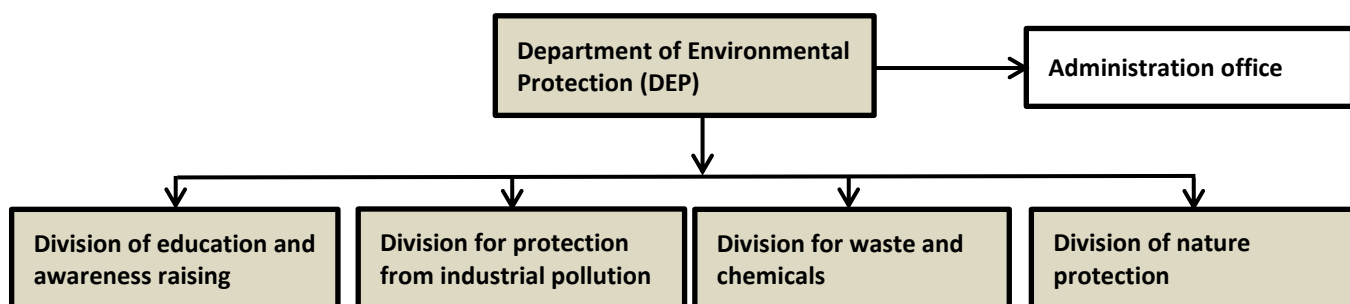 Department of Environmental
Protection (DEP)
Administration office
Division of education and
awareness raising
Division for protection
from industrial pollution
Division for waste and
chemicals
Division of nature
protection